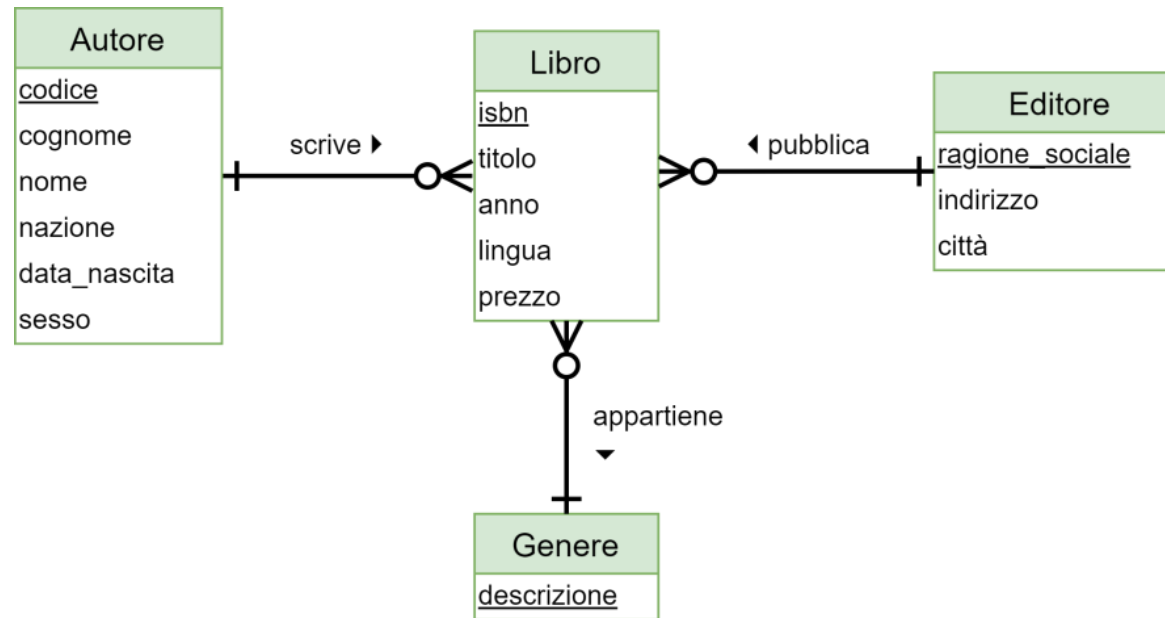 Autore
codice
cognome
nome
nazione
data_nascita
sesso
scrive
Libro
isbn
titolo
anno
lingua
prezzo
pubblica
Editore
ragione_sociale
indirizzo
città
appartiene
Genere
descrizione